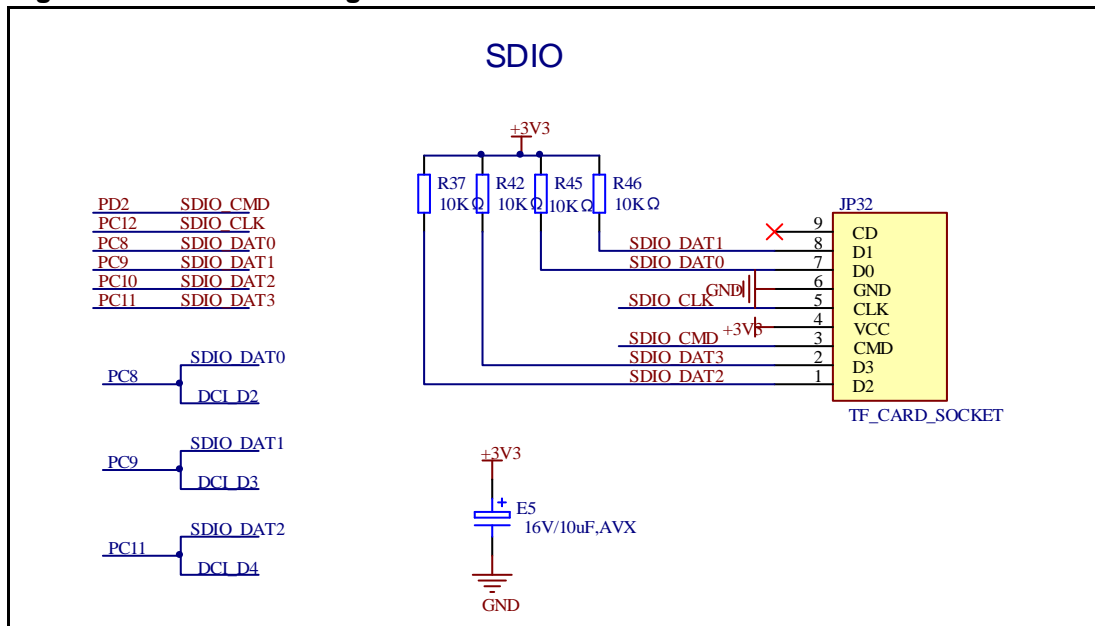 SDIO
+3V3
R37 R42 R45 R46
10KΩ 10KΩ 10KΩ 10KΩ
PD2 SDIO_CMD
PC12 SDIO_CLK
PC8 SDIO_DAT0
PC9 SDIO_DAT1
PC10 SDIO_DAT2
PC11 SDIO_DAT3
JP32
9 CD
SDIO_DAT1 8 D1
SDIO_DAT0 7 D0
GND 6 GND
SDIO_CLK 5 CLK
+3V3 4 VCC
SDIO_CMD 3 CMD
SDIO_DAT3 2 D3
SDIO_DAT2 1 D2
TF_CARD_SOCKET
SDIO_DAT0
PC8
DCI_D2
SDIO_DAT1
PC9
DCI_D3
SDIO_DAT2
PC11
DCI_D4
+3V3
+
E5
16V/10uF,AVX
GND